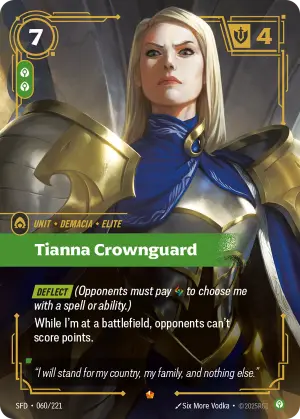 7
4
UNIT • DEMACIA • ELITE
Tianna Crownguard
DEFLECT (Opponents must pay to choose me
with a spell or ability.)
While I'm at a battlefield, opponents can't
score points.
"I will stand for my country, my family, and nothing else."
SFD • 060/221
Six More Vodka
©2025